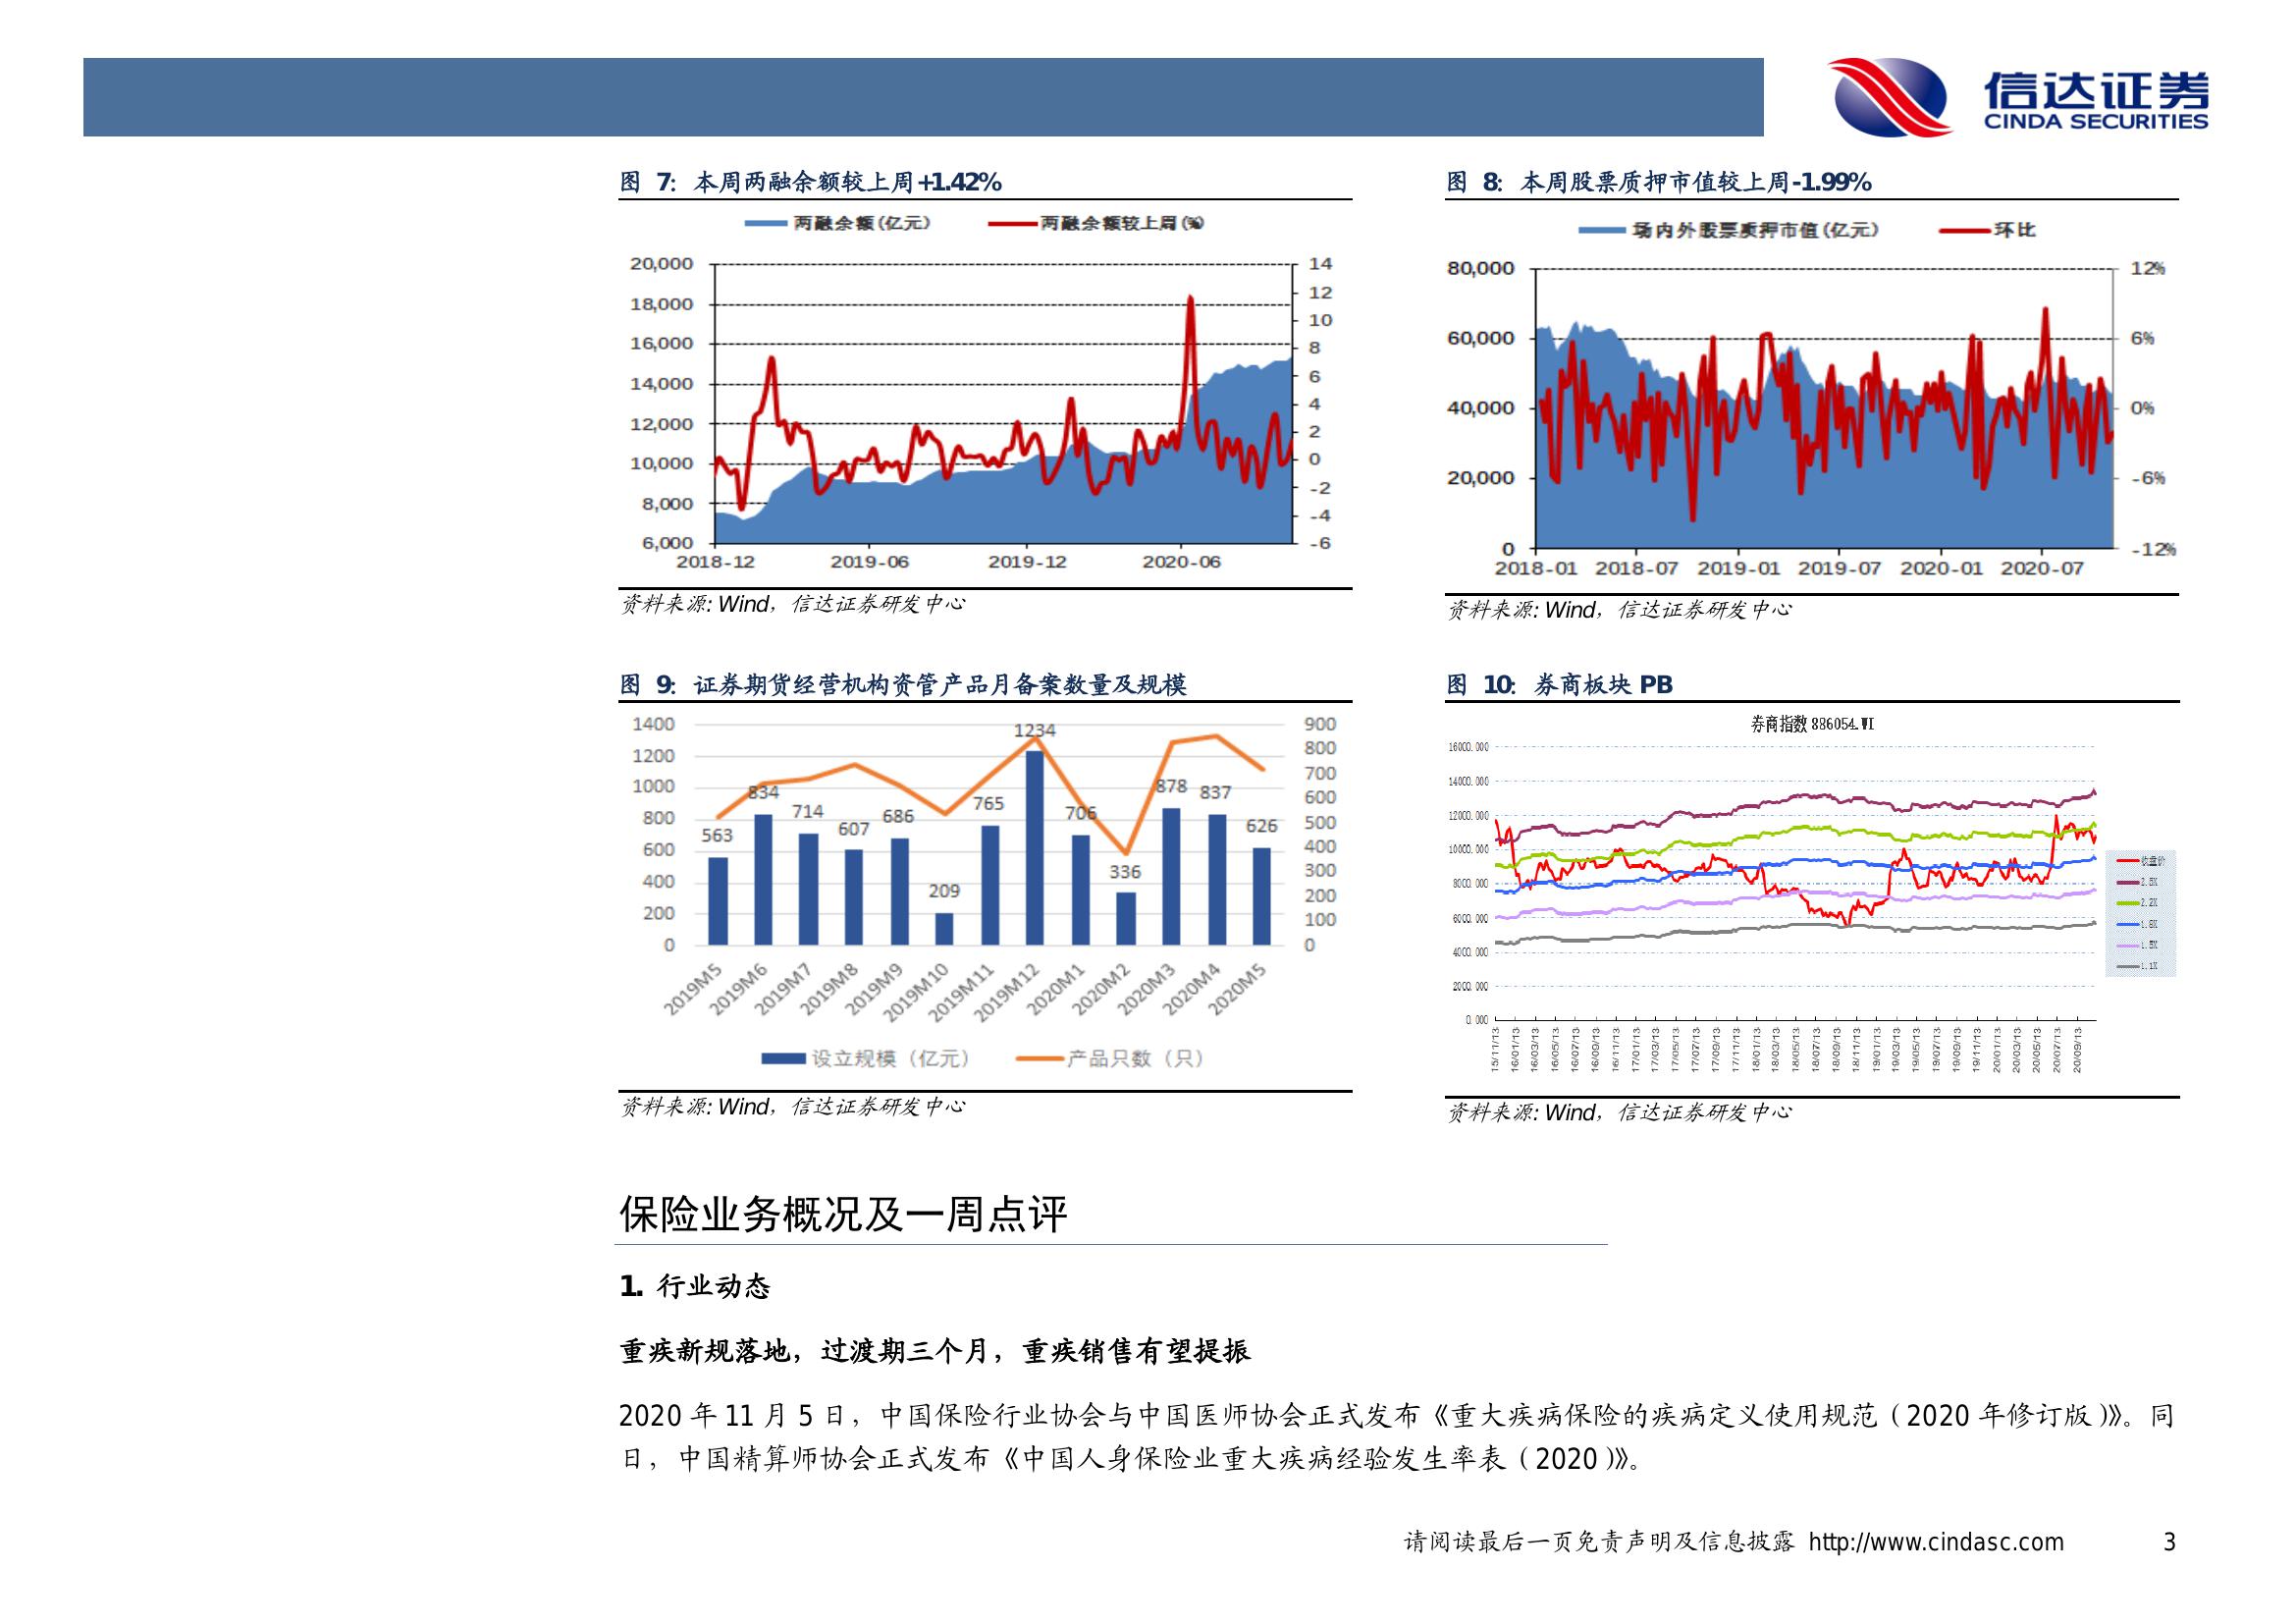 信达证券
CINDA SECURITIES
图 7: 本周两融余额较上周+1.42%
两融余额(亿元) 两融余额较上周(%)
20,000
18,000
16,000
14,000
12,000
10,000
8,000
6,000
14
12
10
8
6
4
2
0
-2
-4
-6
2018-12 2019-06 2019-12 2020-06
资料来源: Wind，信达证券研发中心
图 8: 本周股票质押市值较上周-1.99%
场内外股票质押市值(亿元) 环比
80,000
60,000
40,000
20,000
0
12%
6%
0%
-6%
-12%
2018-01 2018-07 2019-01 2019-07 2020-01 2020-07
资料来源: Wind，信达证券研发中心
图 9: 证券期货经营机构资管产品月备案数量及规模
1400
1200
1000
800
600
400
200
0
900
800
700
600
500
400
300
200
100
0
563 834 714 607 686 209 765 1234 706 336 878 837 626
2019M5 2019M6 2019M7 2019M8 2019M9 2019M10 2019M11 2019M12 2020M1 2020M2 2020M3 2020M4 2020M5
设立规模（亿元） 产品只数（只）
资料来源: Wind，信达证券研发中心
图 10: 券商板块 PB
券商指数 886054.WI
16000.000
14000.000
12000.000
10000.000
8000.000
6000.000
4000.000
2000.000
0.000
15/11/13 16/01/13 16/03/13 16/05/13 16/07/13 16/09/13 16/11/13 17/01/13 17/03/13 17/05/13 17/07/13 17/09/13 17/11/13 18/01/13 18/03/13 18/05/13 18/07/13 18/09/13 18/11/13 19/01/13 19/03/13 19/05/13 19/07/13 19/09/13 19/11/13 20/01/13 20/03/13 20/05/13 20/07/13 20/09/13
收盘价
2.2X
1.5X
1.1X
资料来源: Wind，信达证券研发中心
保险业务概况及一周点评
1. 行业动态
重疾新规落地，过渡期三个月，重疾销售有望提振
2020 年 11 月 5 日，中国保险行业协会与中国医师协会正式发布《重大疾病保险的疾病定义使用规范（2020 年修订版）》。同
日，中国精算师协会正式发布《中国人身保险业重大疾病经验发生率表（2020）》。
请阅读最后一页免责声明及信息披露 http://www.cindasc.com 3